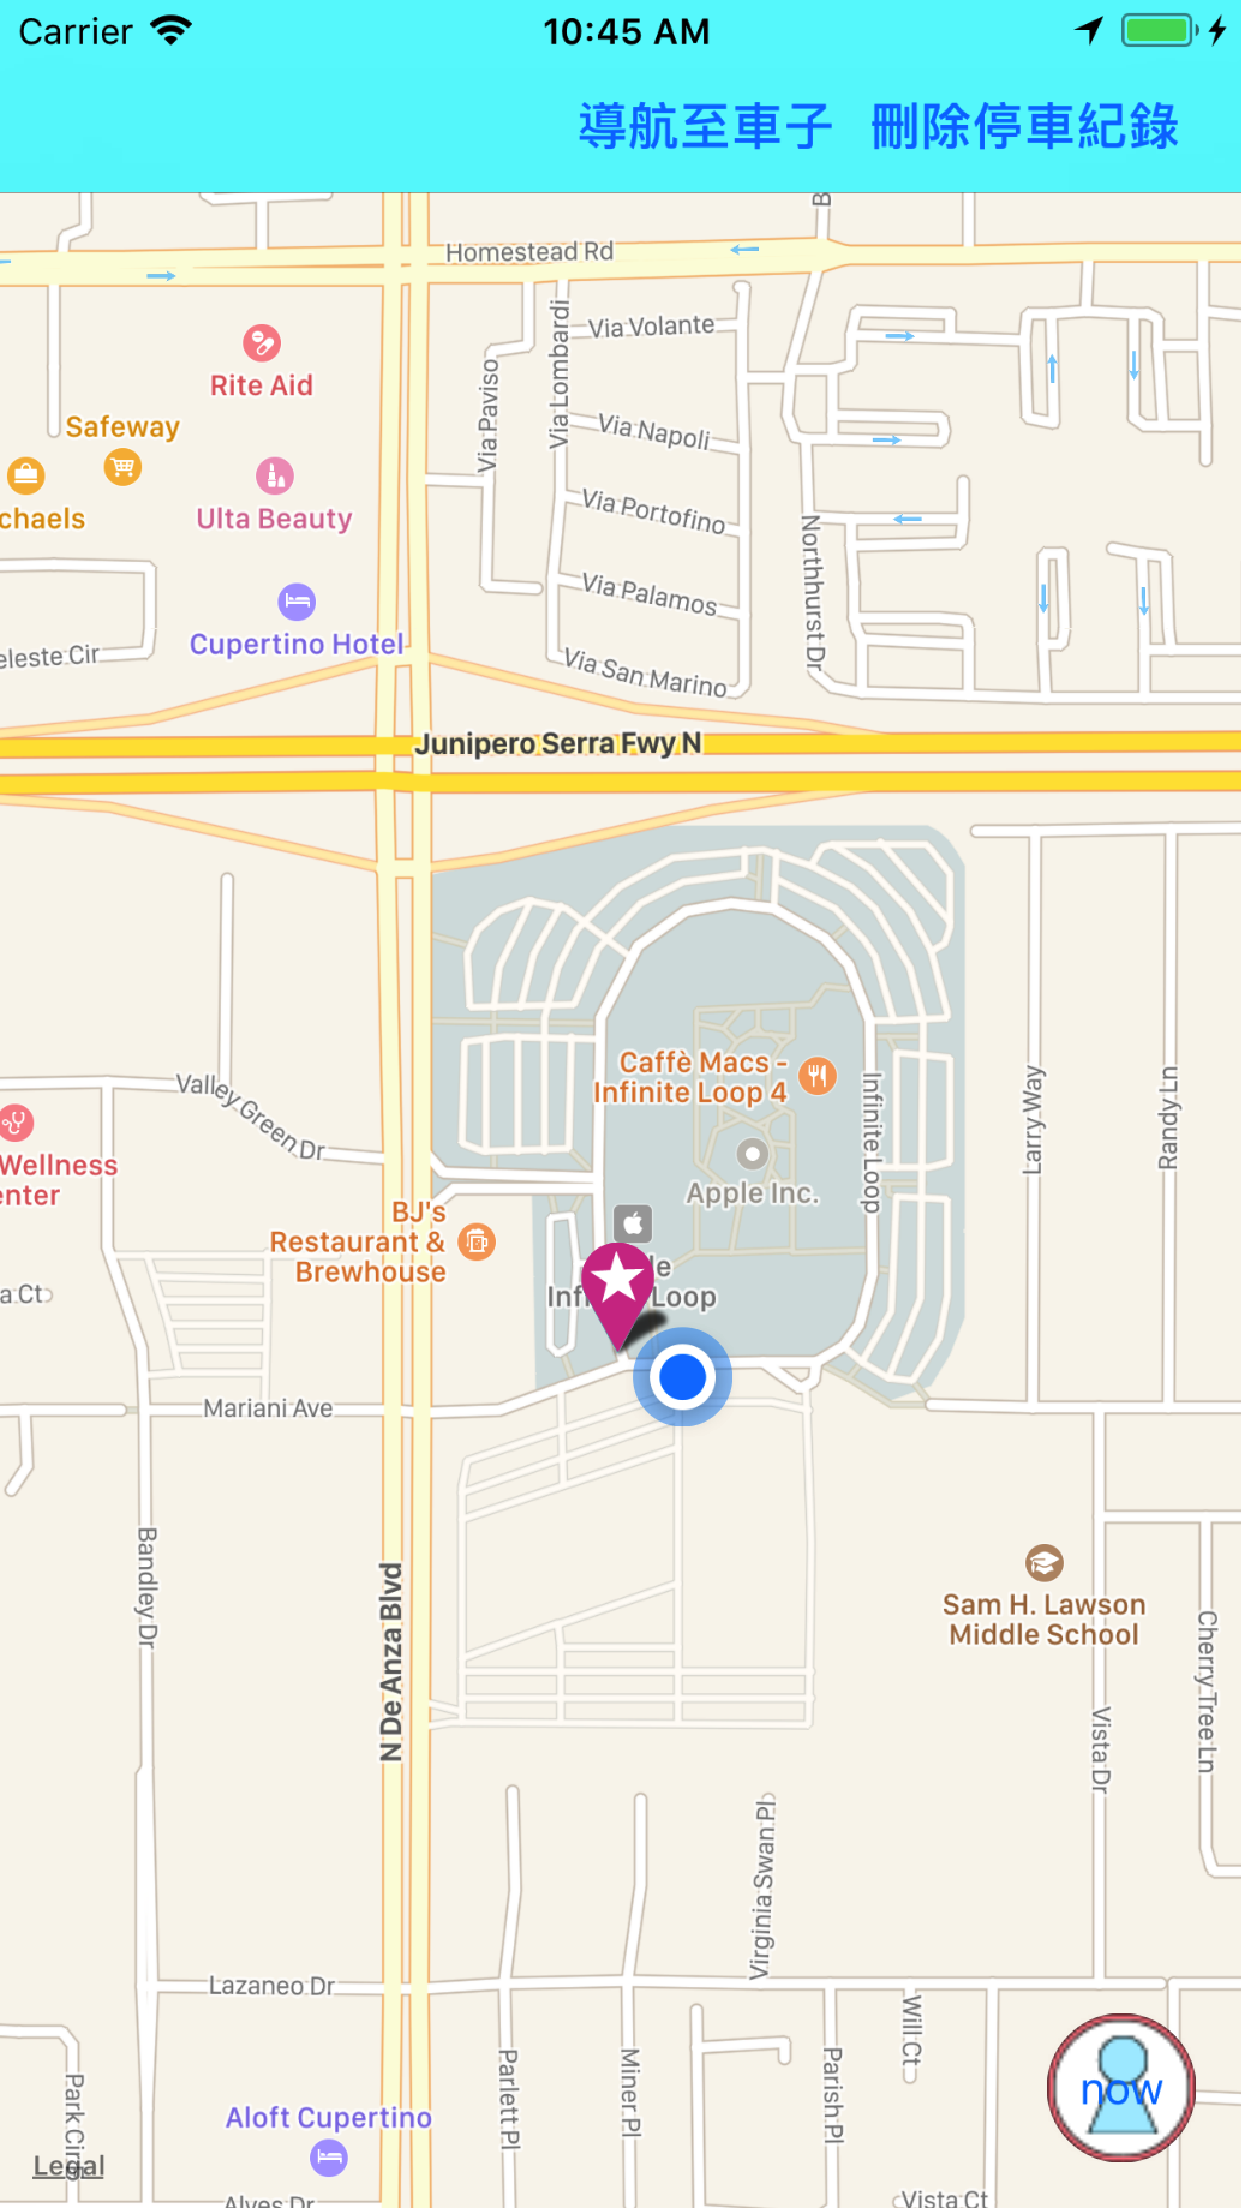 Carrier
10:45 AM
導航至車子 刪除停車紀錄
B
Homestead Rd
Via Volante
Via Lombardi
Via Paviso
Rite Aid
Safeway
Via Napoli
chaels
Ulta Beauty
Via Portofino
Northhurst Dr
Via Palamos
Cupertino Hotel
eleste Cir
Via San Marino
Junipero Serra Fwy N
Caffè Macs -
Infinite Loop 4
Infinite Loop
Larry Way
Randy Ln
Valley Green Dr
Wellness
enter
Apple Inc.
BJ's
Restaurant &
Brewhouse
a Ct
Loop
Mariani Ave
Bandley Dr
N De Anza Blvd
Sam H. Lawson
Middle School
Cherry Tree Ln
Vista Dr
Virginia Swan Pl
Lazaneo Dr
Will Ct
Parlett Pl
Miner Pl
Parish Pl
now
Aloft Cupertino
Legal
Alves Dr
Vista Ct